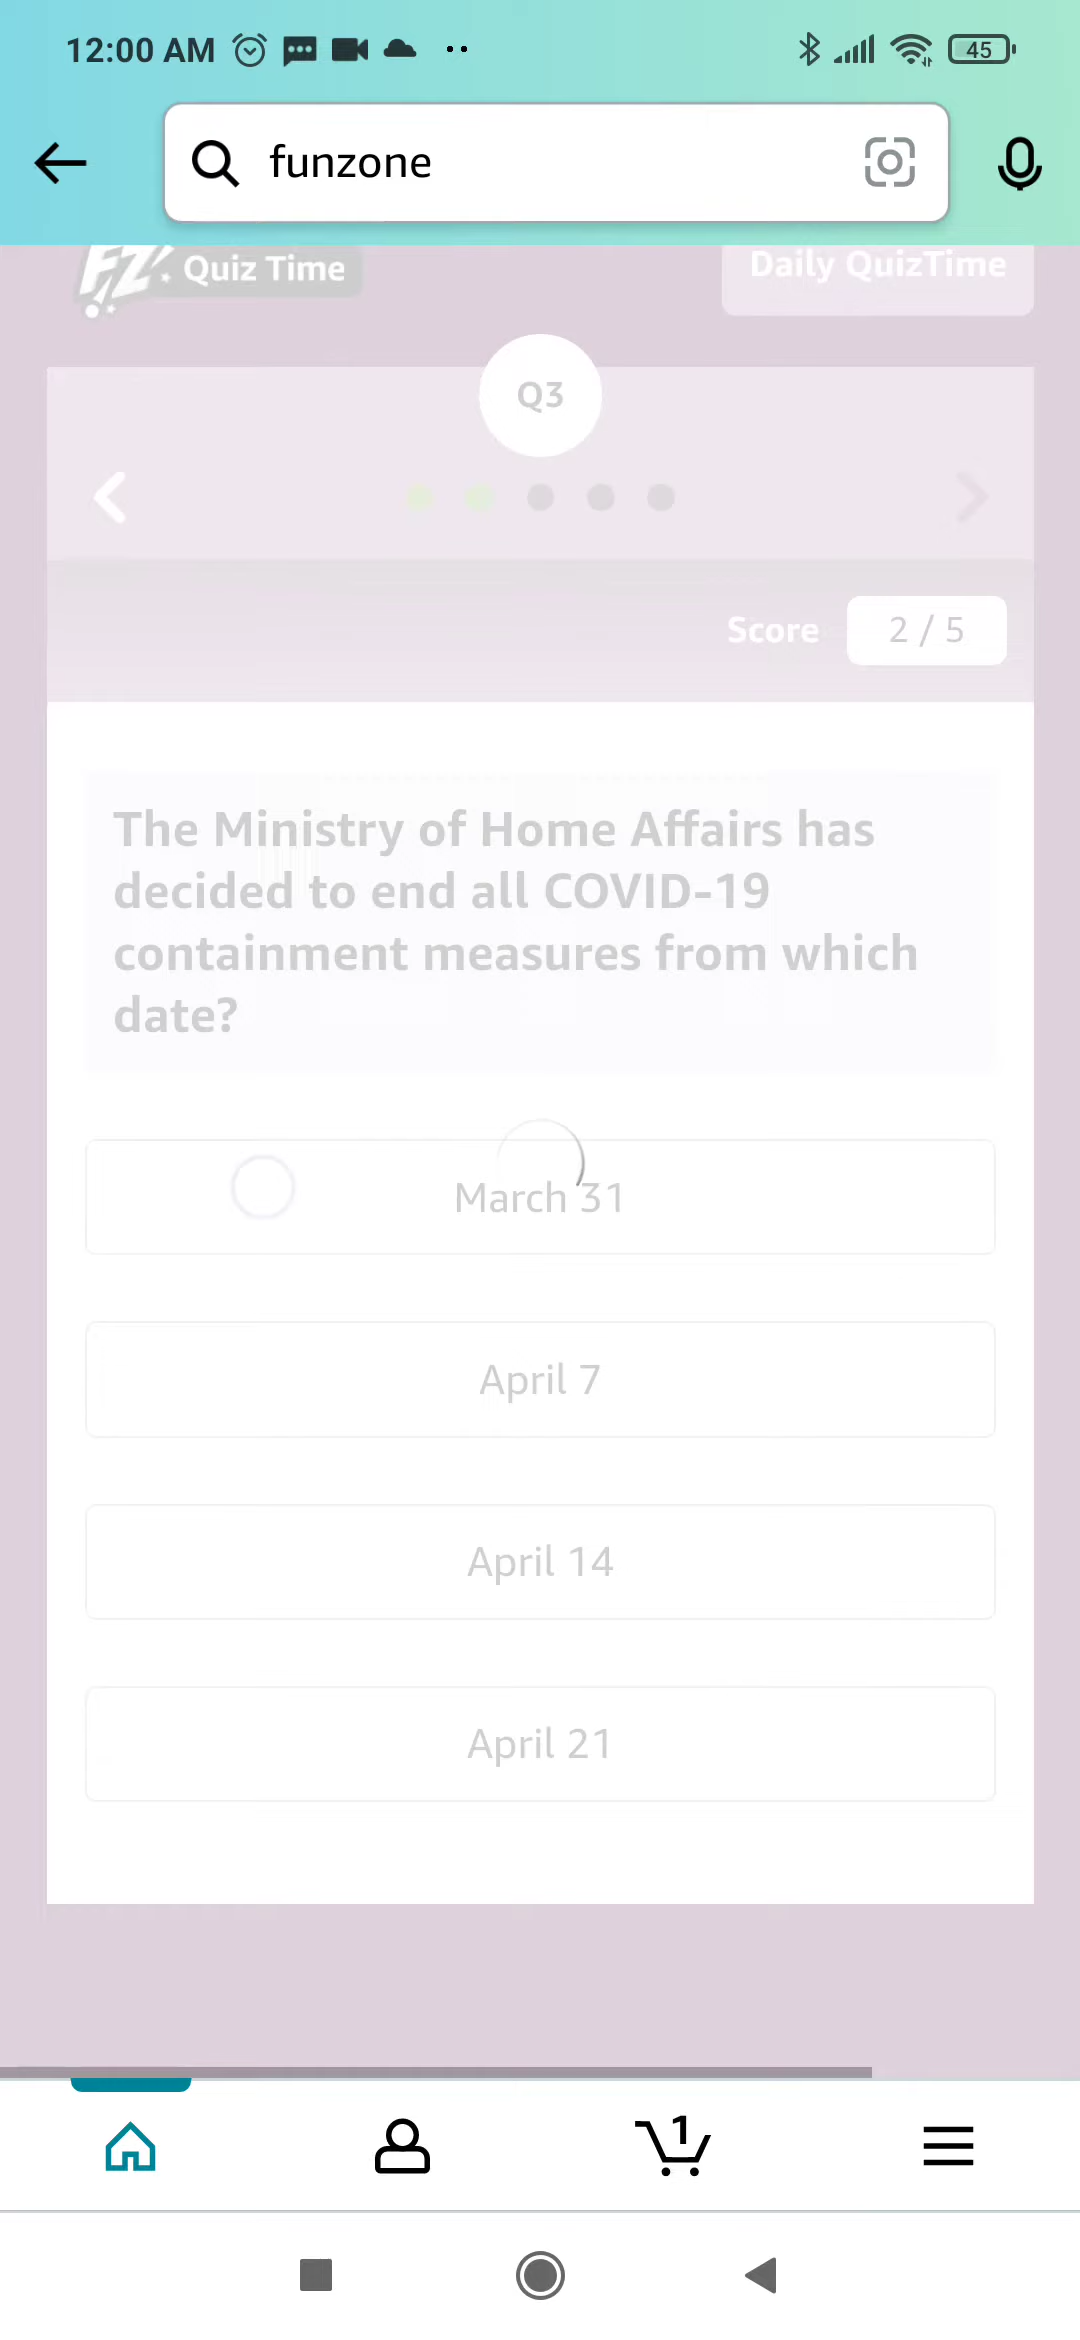 12:00 AM
45
funzone
FZ! Quiz Time
Daily QuizTime
Q3
Score 2 / 5
The Ministry of Home Affairs has
decided to end all COVID-19
containment measures from which
date?
March 31
April 7
April 14
April 21
1